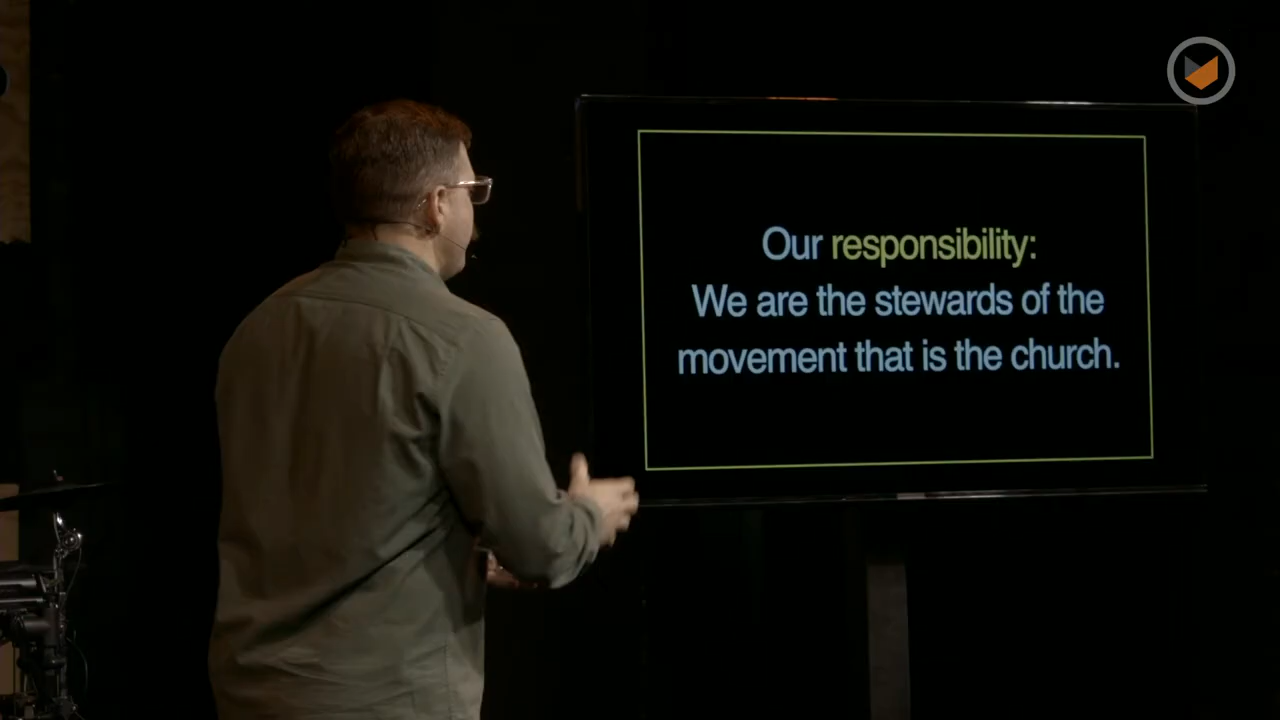 Our responsibility:
We are the stewards of the
movement that is the church.